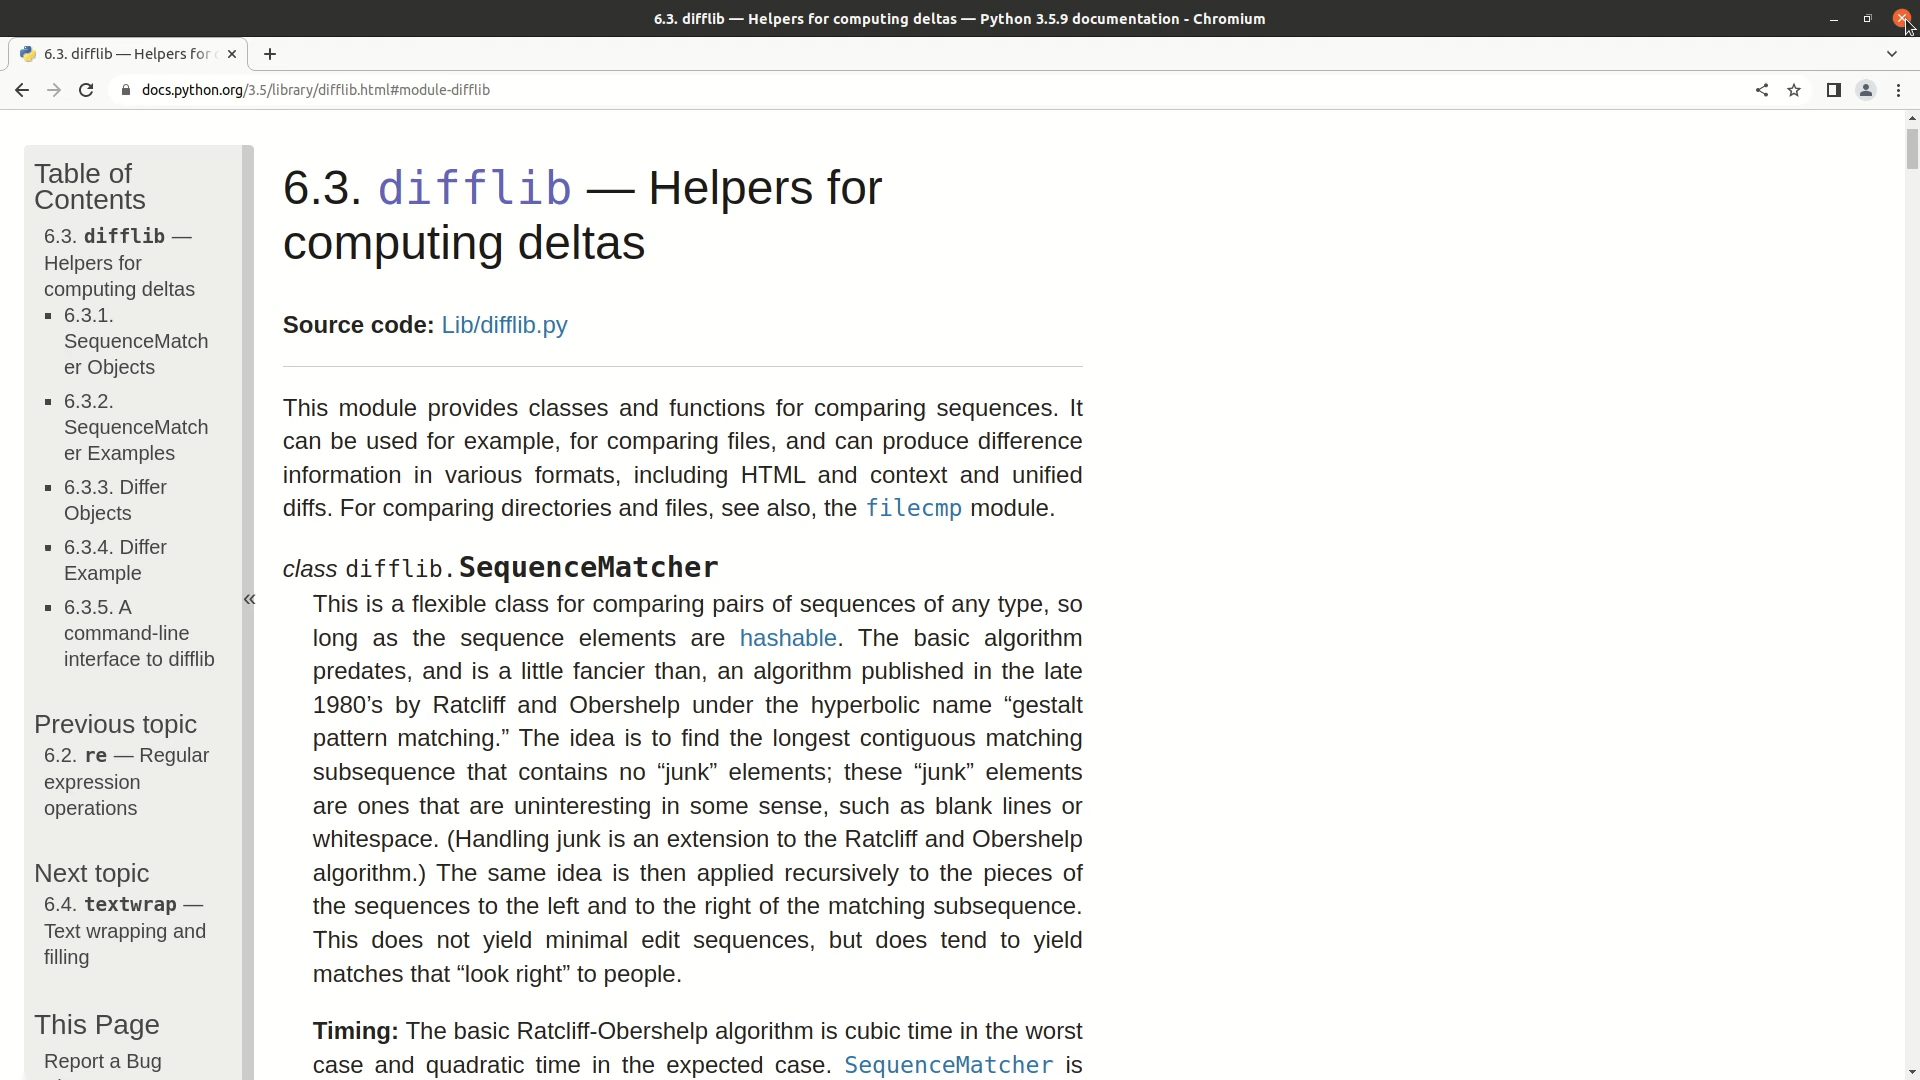 6.3. difflib — Helpers for computing deltas — Python 3.5.9 documentation - Chromium
6.3. difflib — Helpers for
docs.python.org/3.5/library/difflib.html#module-difflib
Table of
Contents
6.3. difflib —
Helpers for
computing deltas
6.3.1.
SequenceMatch
er Objects
6.3.2.
SequenceMatch
er Examples
6.3.3. Differ
Objects
6.3.4. Differ
Example
6.3.5. A
command-line
interface to difflib
Previous topic
6.2. re — Regular
expression
operations
Next topic
6.4. textwrap —
Text wrapping and
filling
This Page
Report a Bug
«
6.3. difflib — Helpers for
computing deltas
Source code: Lib/difflib.py
This module provides classes and functions for comparing sequences. It
can be used for example, for comparing files, and can produce difference
information in various formats, including HTML and context and unified
diffs. For comparing directories and files, see also, the filecmp module.
class difflib.SequenceMatcher
This is a flexible class for comparing pairs of sequences of any type, so
long as the sequence elements are hashable. The basic algorithm
predates, and is a little fancier than, an algorithm published in the late
1980’s by Ratcliff and Obershelp under the hyperbolic name “gestalt
pattern matching.” The idea is to find the longest contiguous matching
subsequence that contains no “junk” elements; these “junk” elements
are ones that are uninteresting in some sense, such as blank lines or
whitespace. (Handling junk is an extension to the Ratcliff and Obershelp
algorithm.) The same idea is then applied recursively to the pieces of
the sequences to the left and to the right of the matching subsequence.
This does not yield minimal edit sequences, but does tend to yield
matches that “look right” to people.
Timing: The basic Ratcliff-Obershelp algorithm is cubic time in the worst
case and quadratic time in the expected case. SequenceMatcher is